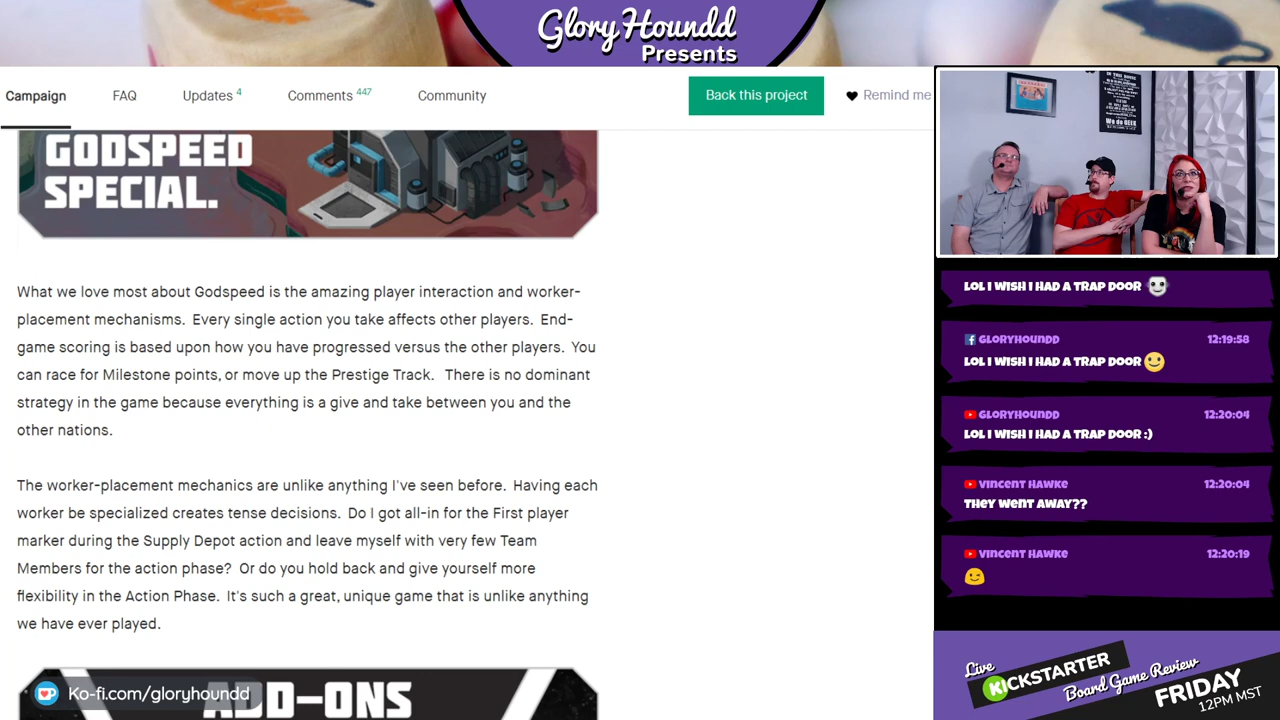 GloryHoundd
Presents
Campaign FAQ Updates 4 Comments 447 Community Back this project Remind me
GODSPEED
SPECIAL.
What we love most about Godspeed is the amazing player interaction and worker-
placement mechanisms. Every single action you take affects other players. End-
game scoring is based upon how you have progressed versus the other players. You
can race for Milestone points, or move up the Prestige Track. There is no dominant
strategy in the game because everything is a give and take between you and the
other nations.
The worker-placement mechanics are unlike anything I've seen before. Having each
worker be specialized creates tense decisions. Do I got all-in for the First player
marker during the Supply Depot action and leave myself with very few Team
Members for the action phase? Or do you hold back and give yourself more
flexibility in the Action Phase. It's such a great, unique game that is unlike anything
we have ever played.
ADD-ONS
Ko-fi.com/gloryhoundd
LOL I WISH I HAD A TRAP DOOR
GLORYHOUNDD 12:19:58
LOL I WISH I HAD A TRAP DOOR
GLORYHOUNDD 12:20:04
LOL I WISH I HAD A TRAP DOOR :)
VINCENT HAWKE 12:20:04
THEY WENT AWAY??
VINCENT HAWKE 12:20:19
Live
KICKSTARTER
Board Game Review
FRIDAY
12PM MST